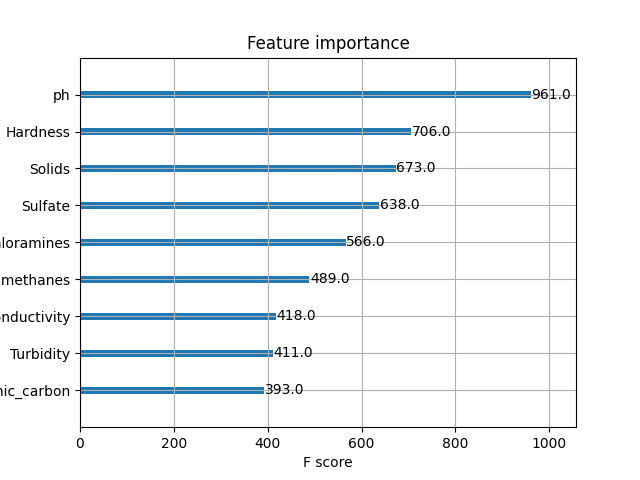 Feature importance
ph 961.0
Hardness 706.0
Solids 673.0
Sulfate 638.0
loramines 566.0
methanes 489.0
nductivity 418.0
Turbidity 411.0
nic_carbon 393.0
0 200 400 600 800 1000
F score